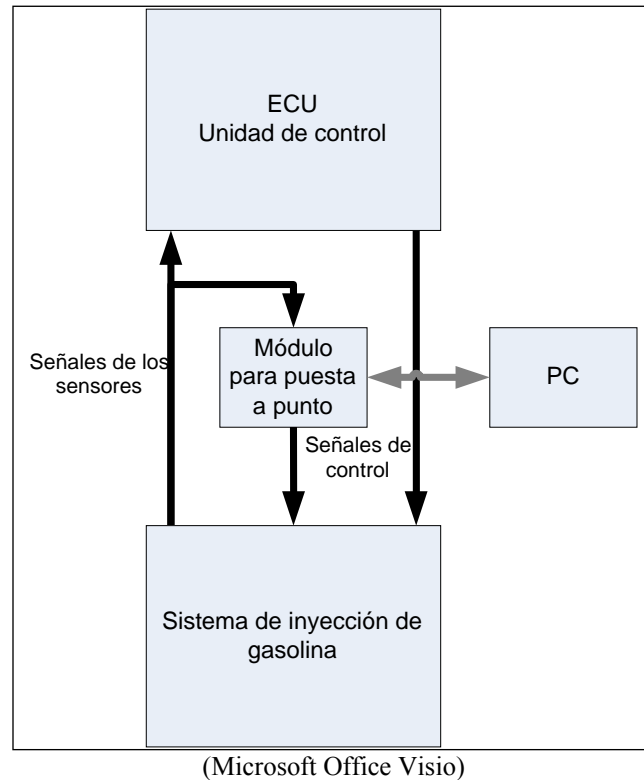 ECU
Unidad de control
Señales de los
sensores
Módulo
para puesta
a punto
PC
Señales de
control
Sistema de inyección de
gasolina
(Microsoft Office Visio)